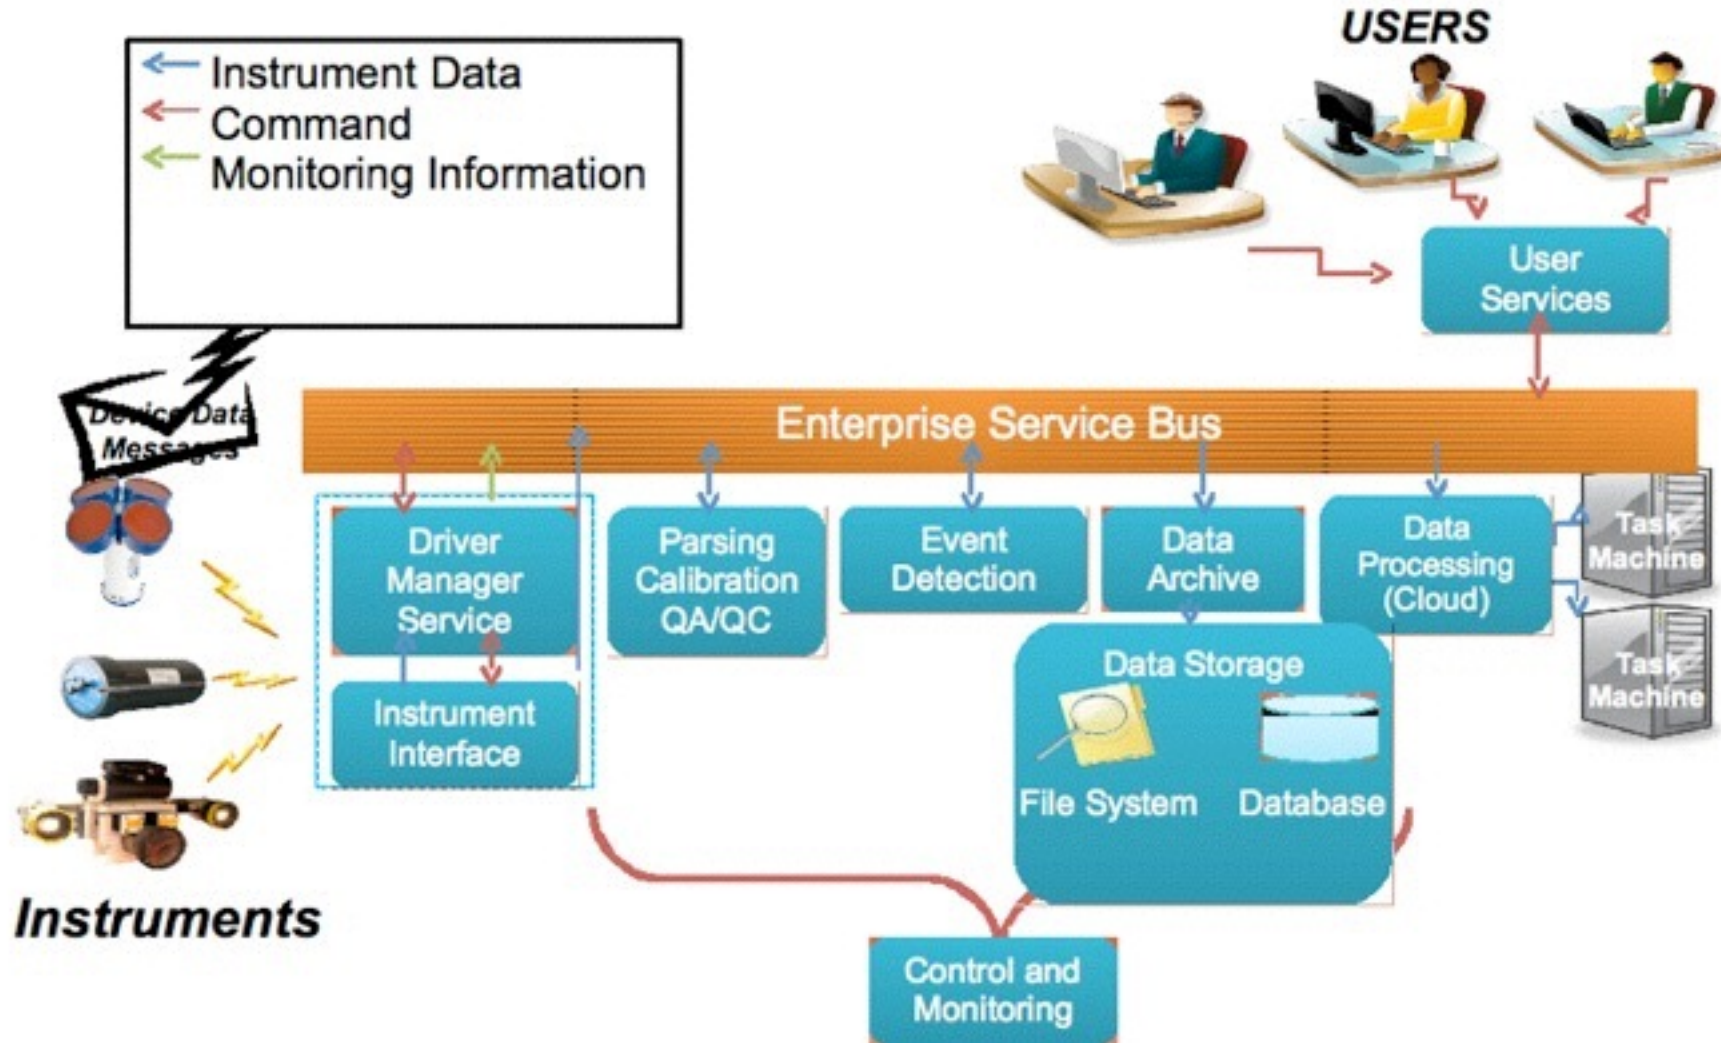 USERS
Instrument Data
Command
Monitoring Information
User
Services
Device Data
Messages
Enterprise Service Bus
Driver
Manager
Service
Parsing
Calibration
QA/QC
Event
Detection
Data
Archive
Data
Processing
(Cloud)
Task
Machine
Task
Machine
Instrument
Interface
Data Storage
File System
Database
Instruments
Control and
Monitoring